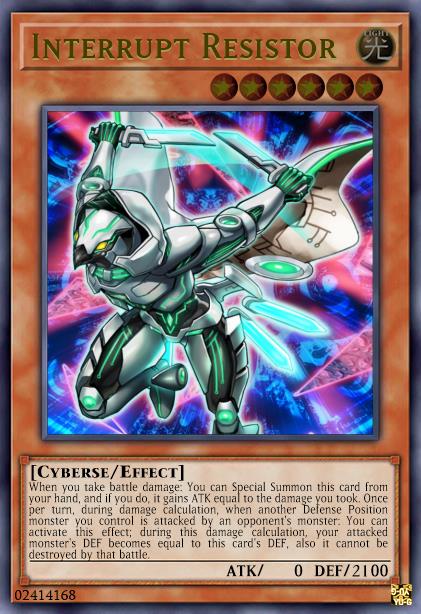 INTERRUPT RESISTOR
LIGHT
光
[CYBERSE/EFFECT]
When you take battle damage: You can Special Summon this card from
your hand, and if you do, it gains ATK equal to the damage you took. Once
per turn, during damage calculation, when another Defense Position
monster you control is attacked by an opponent's monster: You can
activate this effect; during this damage calculation, your attacked
monster's DEF becomes equal to this card's DEF, also it cannot be
destroyed by that battle.
ATK/ 0 DEF/2100
02414168